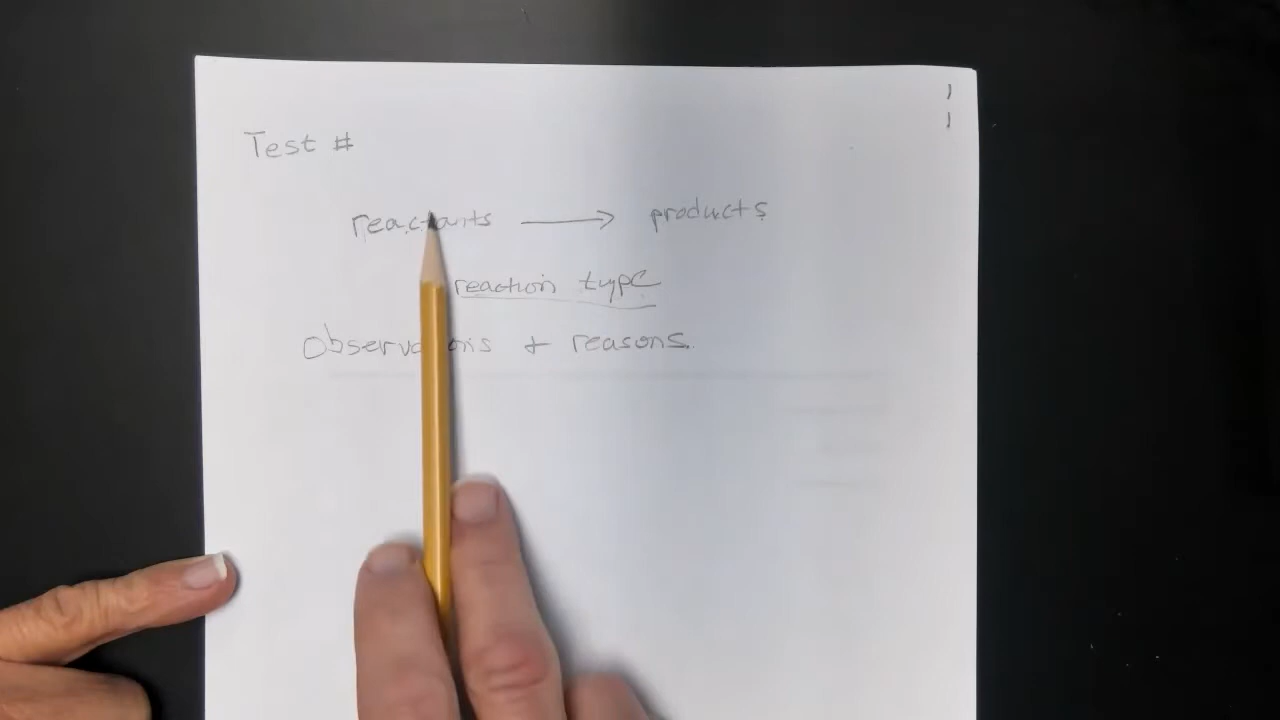 Test #
reactants → products
reaction type
Observations + reasons.